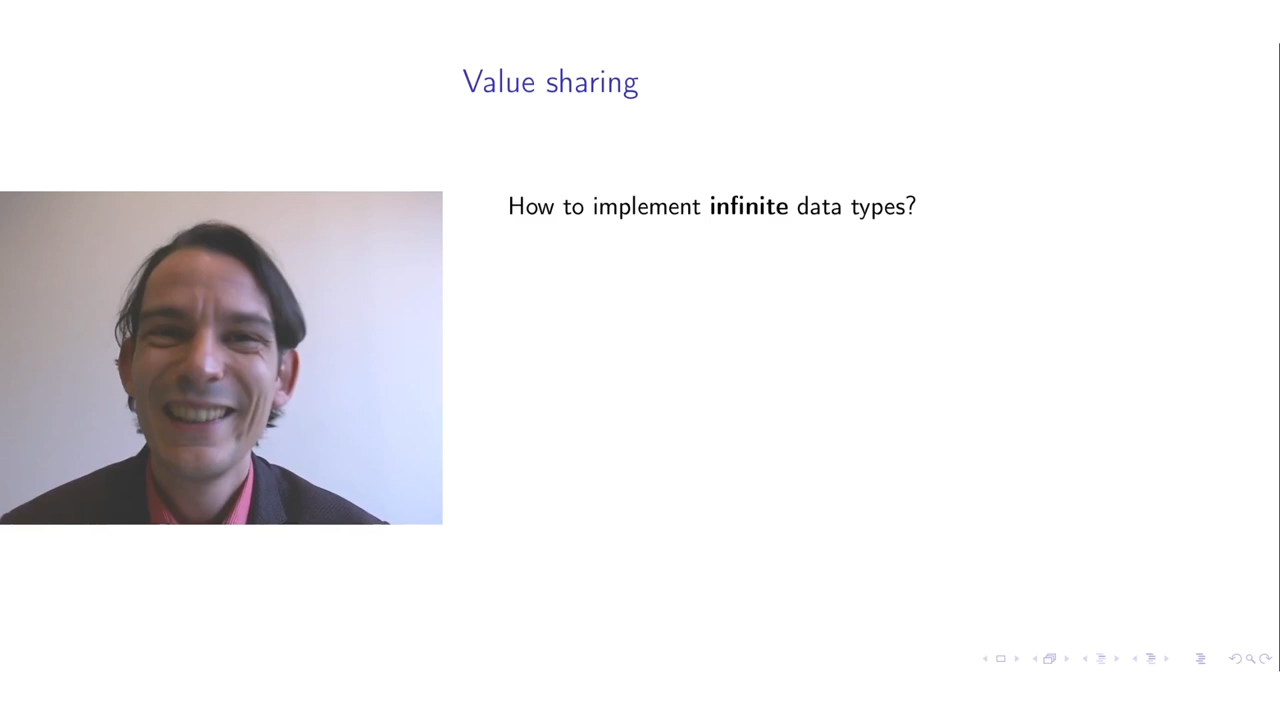 Value sharing
How to implement infinite data types?